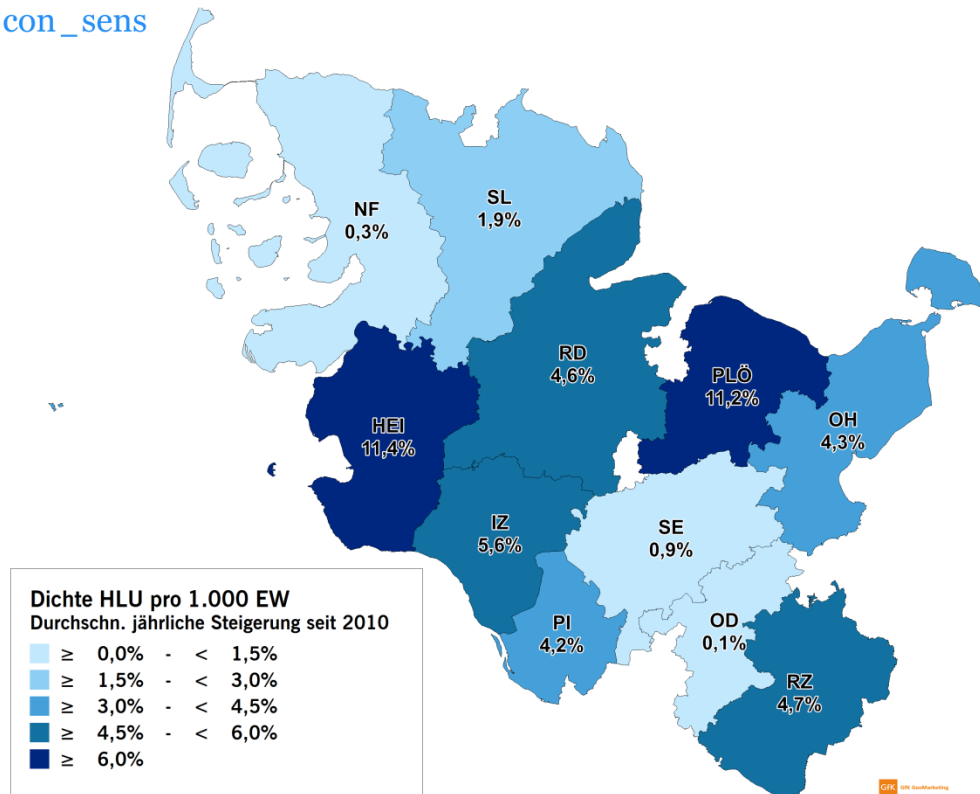 con_sens
NF
0,3%
SL
1,9%
RD
4,6%
PLÖ
11,2%
OH
4,3%
HEI
11,4%
IZ
5,6%
SE
0,9%
PI
4,2%
OD
0,1%
RZ
4,7%
Dichte HLU pro 1.000 EW
Durchschn. jährliche Steigerung seit 2010
≥ 0,0% - < 1,5%
≥ 1,5% - < 3,0%
≥ 3,0% - < 4,5%
≥ 4,5% - < 6,0%
≥ 6,0%
GfK GfK GeoMarketing